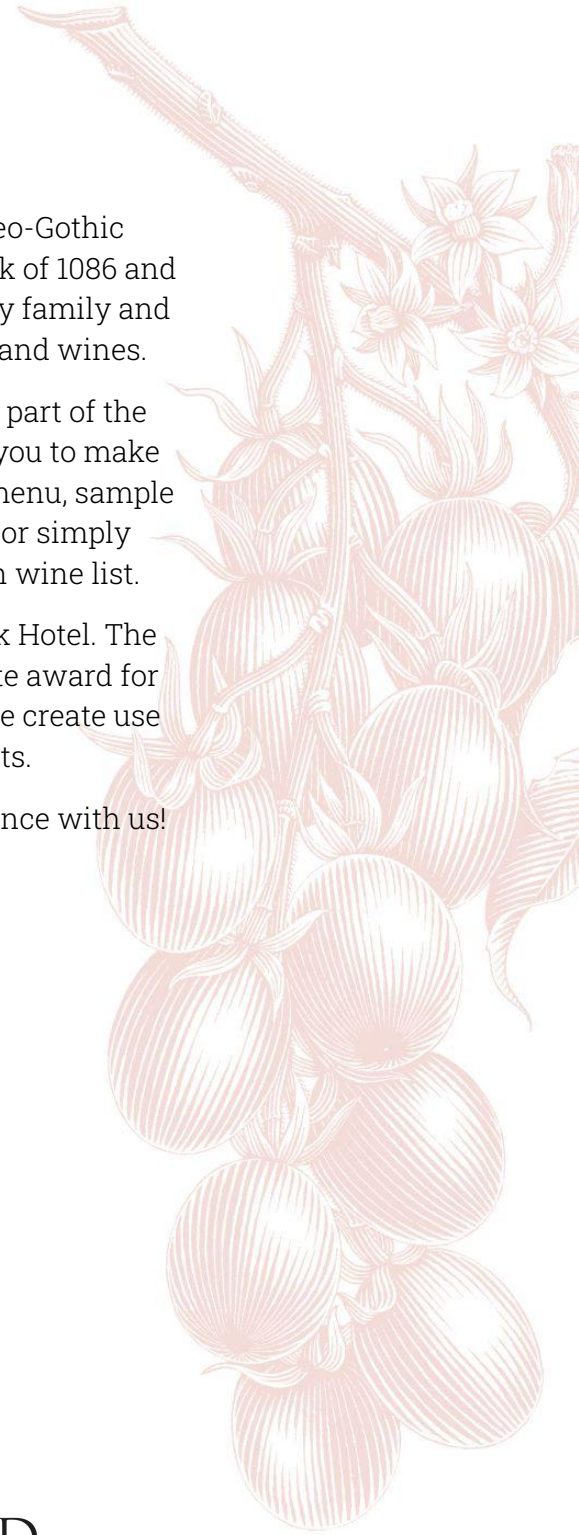 eo-Gothic
k of 1086 and
y family and
and wines.
part of the
you to make
menu, sample
or simply
n wine list.
k Hotel. The
te award for
e create use
ts.
nce with us!
D